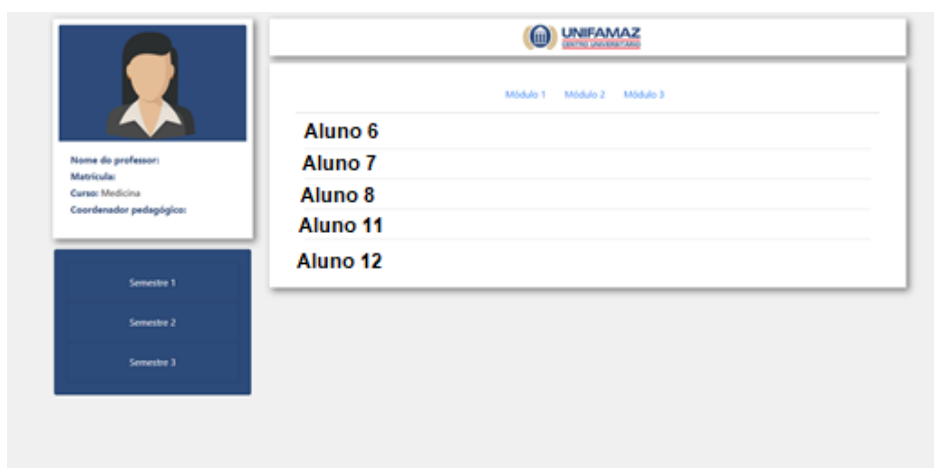 Nome do professor:
Matrícula:
Curso: Medicina
Coordenador pedagógico:
Semestre 1
Semestre 2
Semestre 3
UNIFAMAZ
CENTRO UNIVERSITÁRIO
Módulo 1 Módulo 2 Módulo 3
Aluno 6
Aluno 7
Aluno 8
Aluno 11
Aluno 12